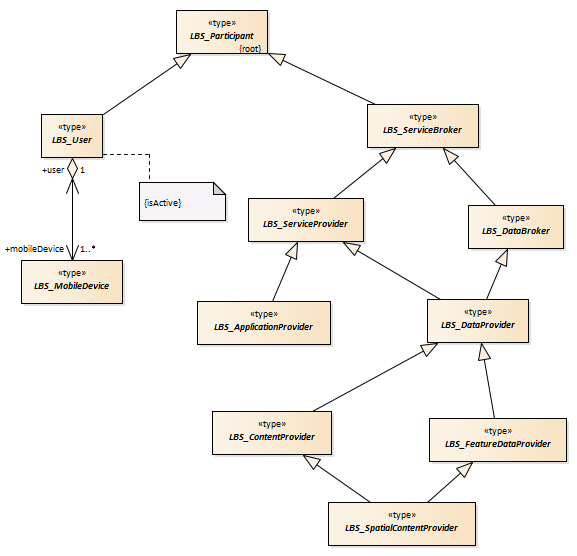 «type»
LBS_Participant
{root}
«type»
LBS_User
«type»
LBS_ServiceBroker
+user 1
{isActive}
«type»
LBS_ServiceProvider
«type»
LBS_DataBroker
+mobileDevice 1..*
«type»
LBS_MobileDevice
«type»
LBS_ApplicationProvider
«type»
LBS_DataProvider
«type»
LBS_ContentProvider
«type»
LBS_FeatureDataProvider
«type»
LBS_SpatialContentProvider